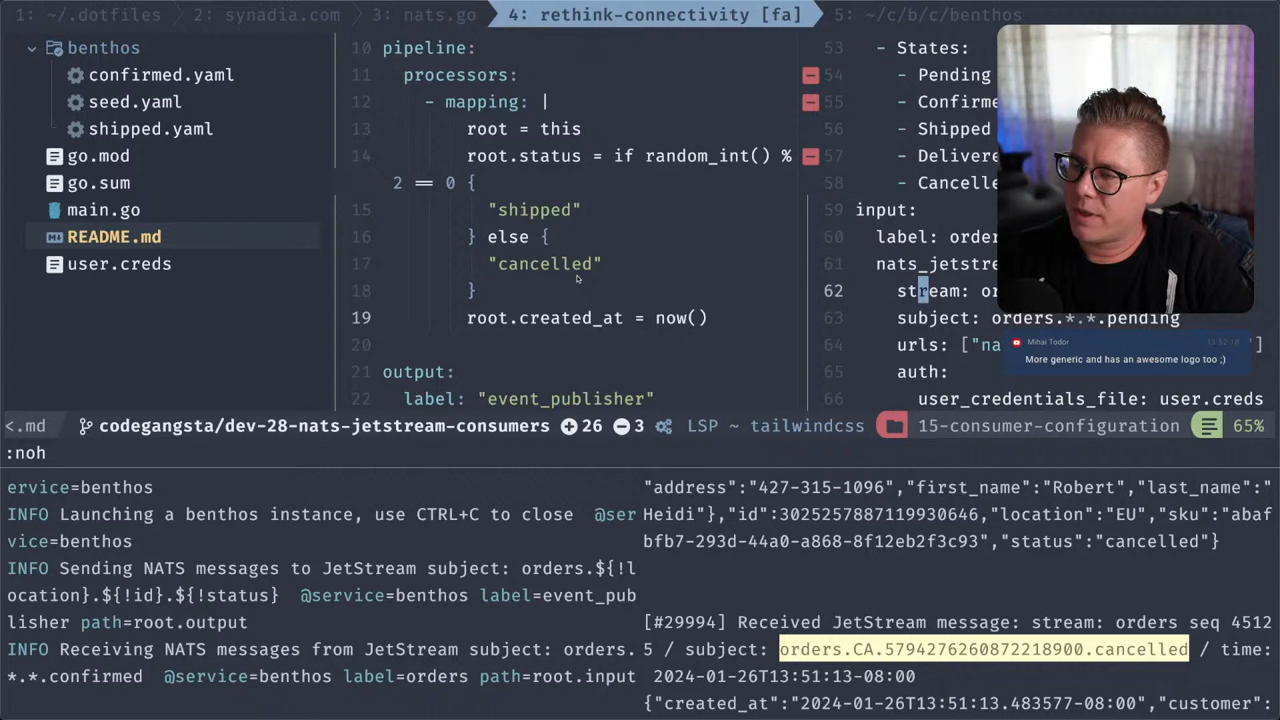 1: ~/.dotfiles 2: synadia.com 3: nats.go 4: rethink-connectivity [fa] 5: ~/c/b/c/benthos
benthos
confirmed.yaml
seed.yaml
shipped.yaml
go.mod
go.sum
main.go
README.md
user.creds
10 pipeline:
11 processors:
12 - mapping: |
13 root = this
14 root.status = if random_int() %
2 == 0 {
15 "shipped"
16 } else {
17 "cancelled"
18 }
19 root.created_at = now()
20
21 output:
22 label: "event_publisher"
53 - States:
54 - Pending
55 - Confirme
56 - Shipped
57 - Delivere
58 - Cancelle
59 input:
60 label: orde
61 nats_jetstre
62 stream: or
63 subject: orders.*.*.pending
64 urls: ["na ']
65 auth:
66 user_credentials_file: user.creds
Mihai Todor 13:52:18
More generic and has an awesome logo too ;)
<.md codegangsta/dev-28-nats-jetstream-consumers 26 3 LSP ~ tailwindcss 15-consumer-configuration 65%
:noh
ervice=benthos
INFO Launching a benthos instance, use CTRL+C to close @ser
vice=benthos
INFO Sending NATS messages to JetStream subject: orders.${!l
ocation}.${!id}.${!status} @service=benthos label=event_pub
lisher path=root.output
INFO Receiving NATS messages from JetStream subject: orders.
*.*.confirmed @service=benthos label=orders path=root.input
"address":"427-315-1096","first_name":"Robert","last_name":"
Heidi"},"id":3025257887119930646,"location":"EU","sku":"abaf
bfb7-293d-44a0-a868-8f12eb2f3c93","status":"cancelled"}
[#29994] Received JetStream message: stream: orders seq 4512
5 / subject: orders.CA.5794276260872218900.cancelled / time:
2024-01-26T13:51:13-08:00
{"created_at":"2024-01-26T13:51:13.483577-08:00","customer":